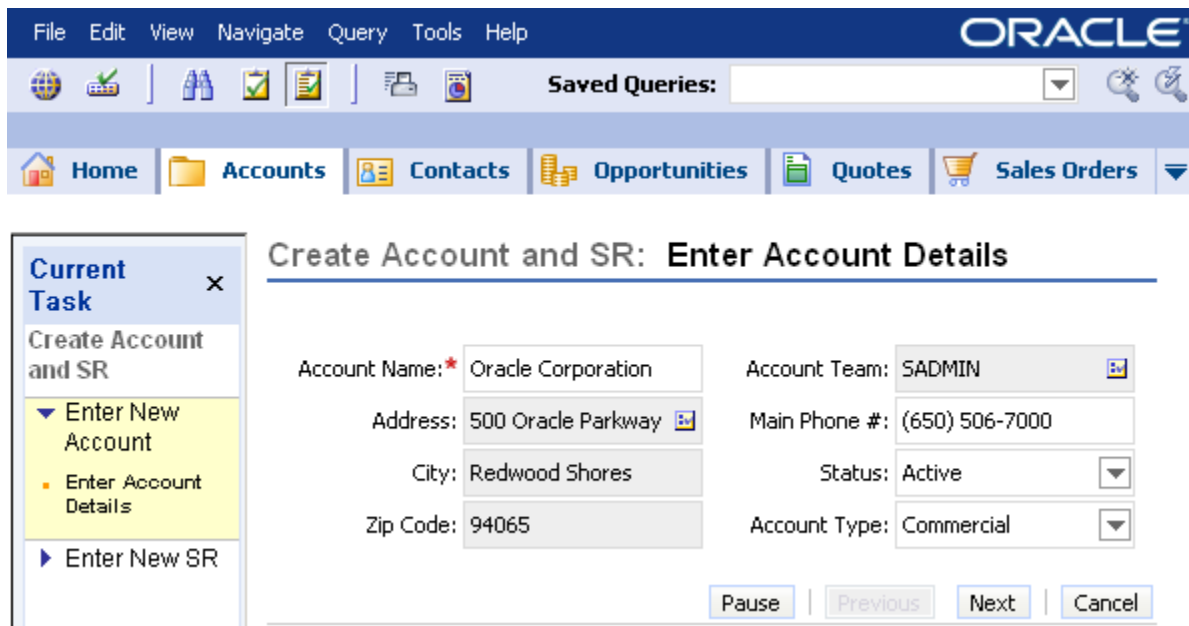 File Edit View Navigate Query Tools Help ORACLE
Saved Queries:
Home Accounts Contacts Opportunities Quotes Sales Orders
Current
Task
Create Account
and SR
Enter New
Account
Enter Account
Details
Enter New SR
Create Account and SR: Enter Account Details
Account Name:* Oracle Corporation Account Team: SADMIN
Address: 500 Oracle Parkway Main Phone #: (650) 506-7000
City: Redwood Shores Status: Active
Zip Code: 94065 Account Type: Commercial
Pause Previous Next Cancel